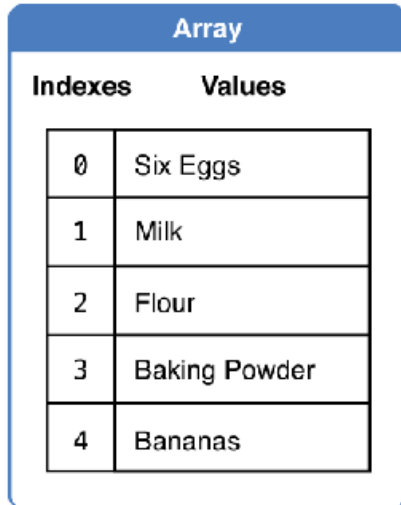 Array
Indexes Values
0 Six Eggs
1 Milk
2 Flour
3 Baking Powder
4 Bananas